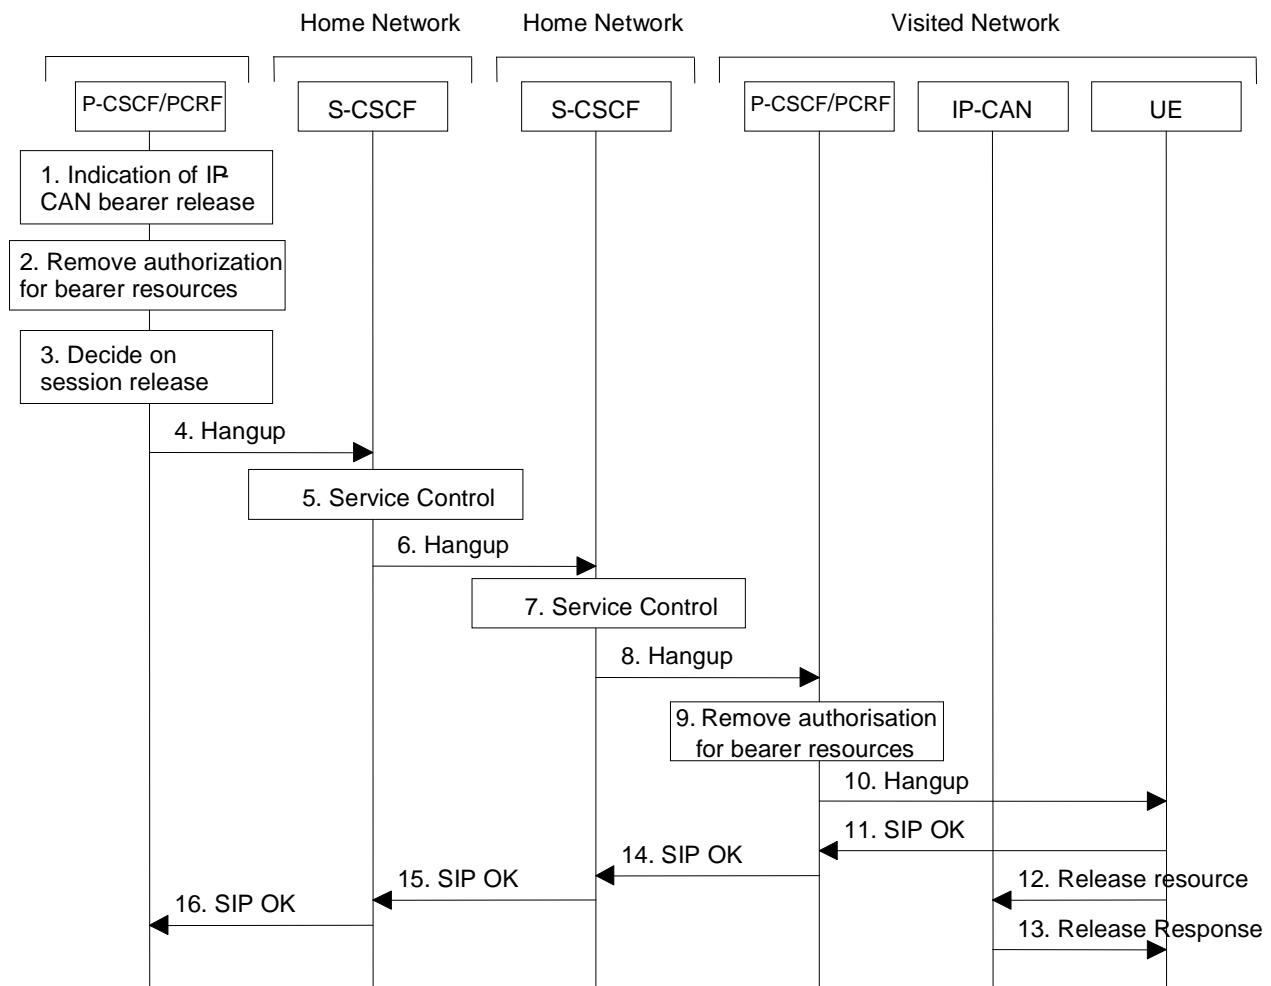 Home Network
Home Network
Visited Network
P-CSCF/PCRF
S-CSCF
S-CSCF
P-CSCF/PCRF
IP-CAN
UE
1. Indication of IP-
CAN bearer release
2. Remove authorization
for bearer resources
3. Decide on
session release
4. Hangup
5. Service Control
6. Hangup
7. Service Control
8. Hangup
9. Remove authorisation
for bearer resources
10. Hangup
11. SIP OK
14. SIP OK
15. SIP OK
12. Release resource
16. SIP OK
13. Release Response